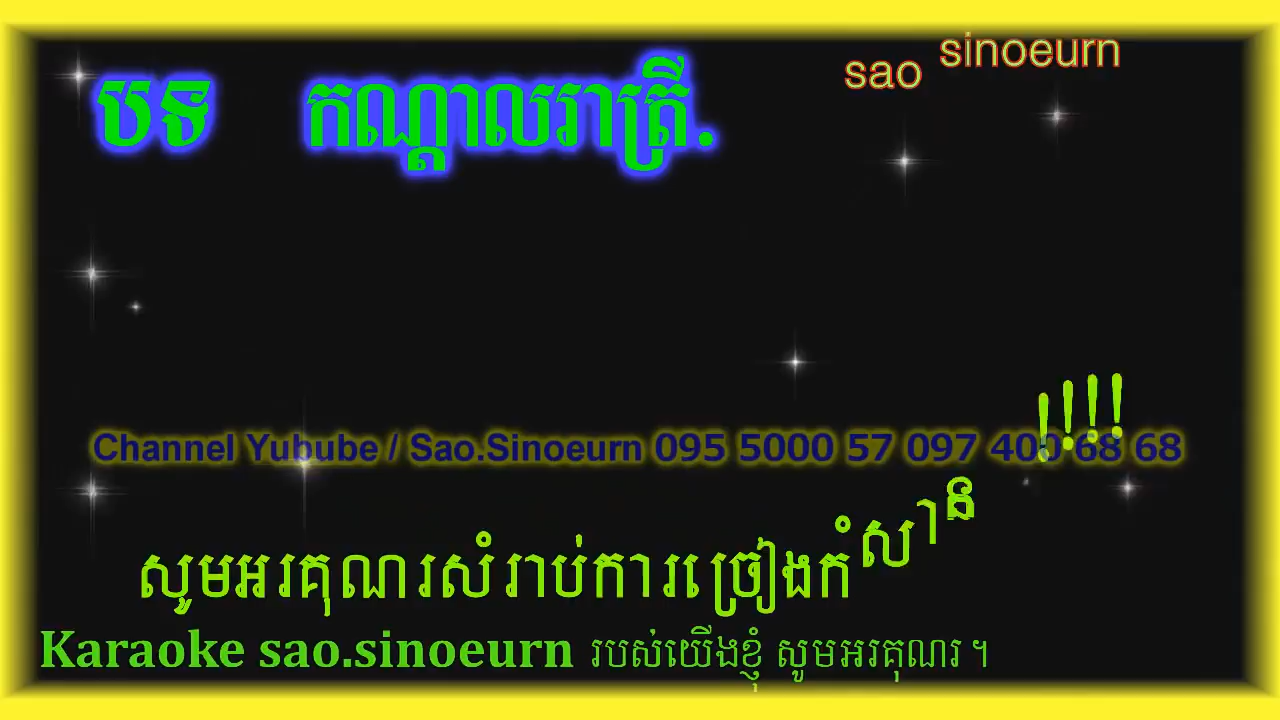 បទ កណ្ដាលរាត្រី.
sao sinoeurn
Channel Yubube / Sao.Sinoeurn 095 5000 57 097 400 68 68
សូមអរគុណរសំរាប់ការច្រៀងកំសាន !!!!
Karaoke sao.sinoeurn របស់យើងខ្ញុំ សូមអរគុណរ។